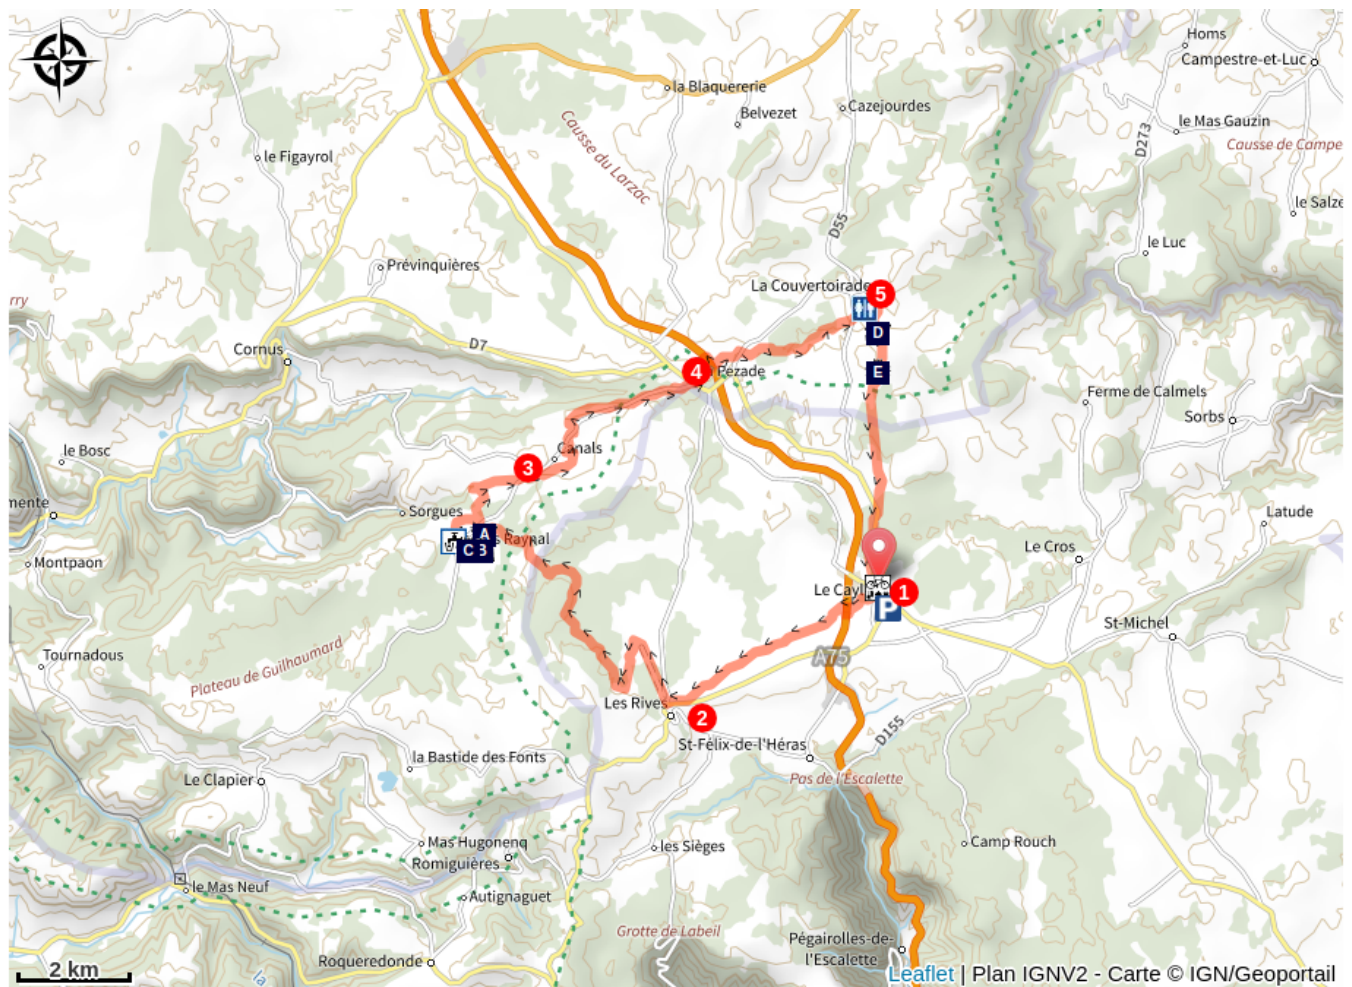 Homs
Campestre-et-Luc
la Blaquererie
Cazejourdes
Belvezet
le Mas Gauzin
Causse du Larzac
D273
Causse de Campe
le Figayrol
le Salze
D55
le Luc
Prévinquières
La Couvertoirade
5
rry
D
D7
Cornus
4
Pezade
E
Ferme de Calmels
Sorbs
le Bosc
Canals
3
mente
Sorgues
Latude
A
Raynal
C
Le Cros
Montpaon
Le Cayl
1
P
St-Michel
Tournadous
A75
Plateau de Guilhaumard
Les Rives
2
D155
St-Félix-de-l'Héras
la Bastide des Fonts
Le Clapier
Pas de l'Escalette
Mas Hugonenq
les Sièges
Camp Rouch
Romiguières
le Mas Neuf
Autignaguet
Grotte de Labeil
Pégairolles-de-
l'Escalette
Roqueredonde
2 km
la
Leaflet | Plan IGNV2 - Carte © IGN/Geoportail